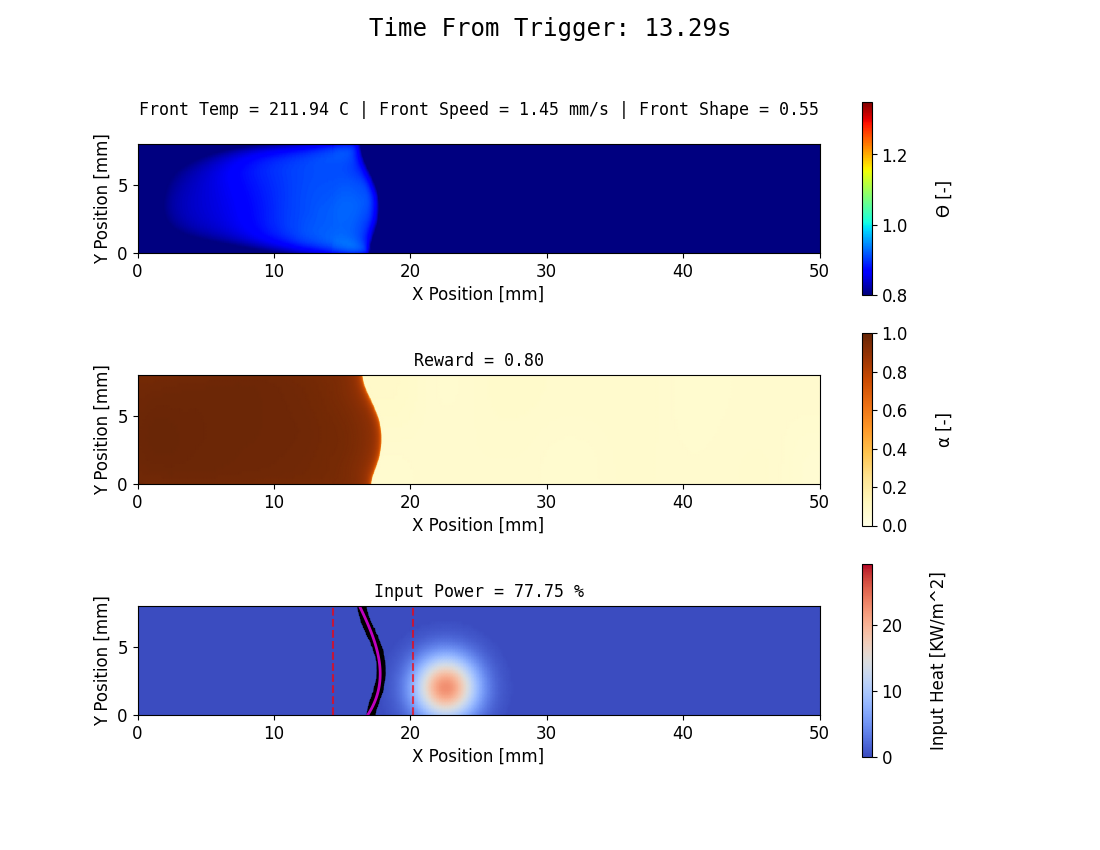 Time From Trigger: 13.29s
Front Temp = 211.94 C | Front Speed = 1.45 mm/s | Front Shape = 0.55
Y Position [mm]
5
0
0 10 20 30 40 50
X Position [mm]
1.2
1.0
0.8
Θ [-]
Reward = 0.80
Y Position [mm]
5
0
0 10 20 30 40 50
X Position [mm]
1.0
0.8
0.6
0.4
0.2
0.0
α [-]
Input Power = 77.75 %
Y Position [mm]
5
0
0 10 20 30 40 50
X Position [mm]
20
10
0
Input Heat [KW/m^2]